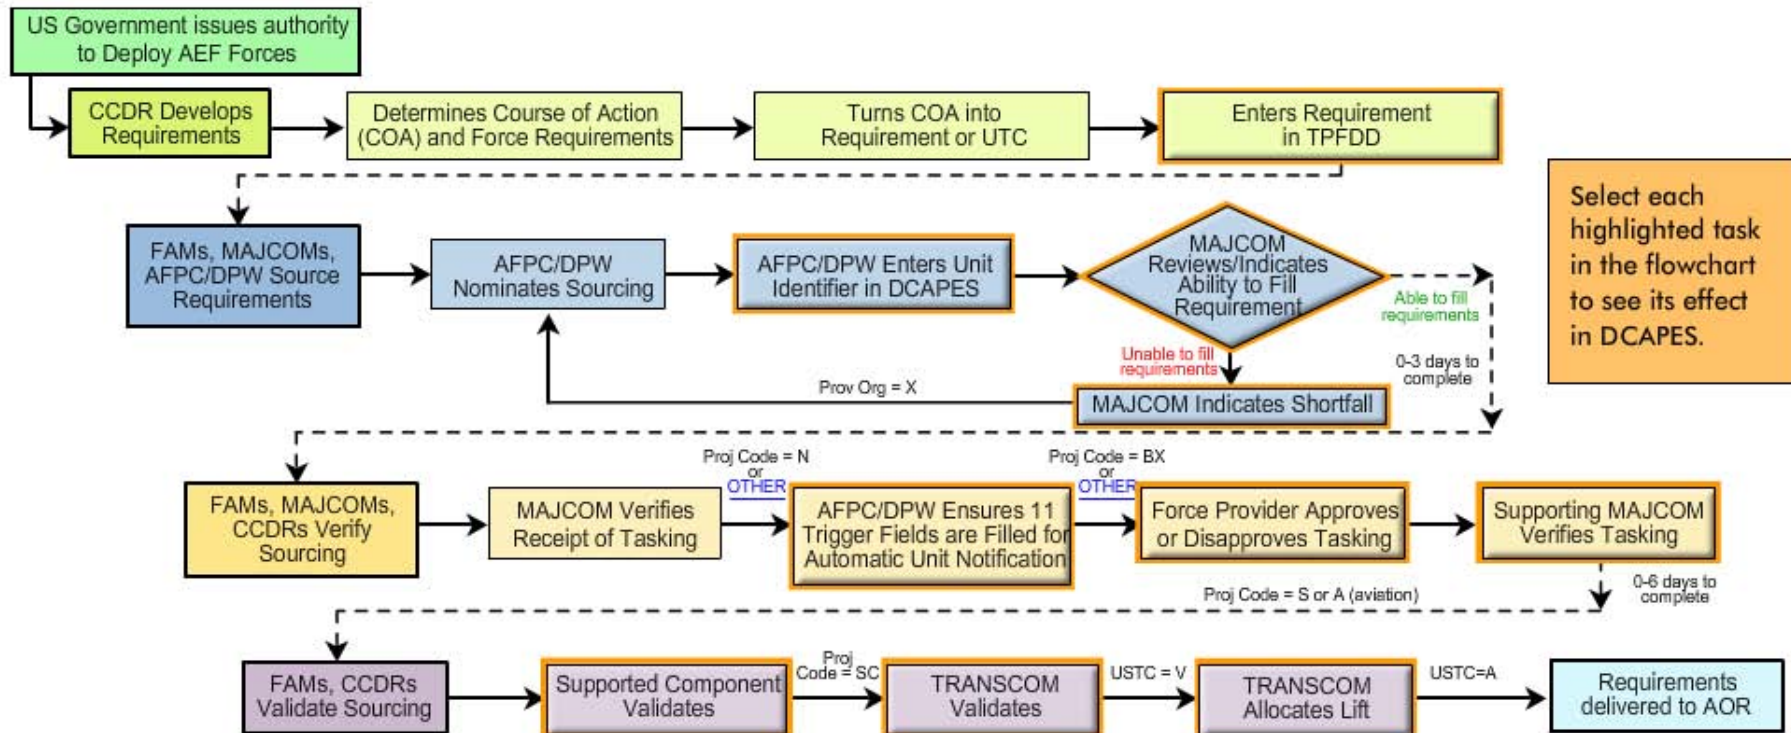 US Government issues authority
to Deploy AEF Forces
CCDR Develops
Requirements
Determines Course of Action
(COA) and Force Requirements
Turns COA into
Requirement or UTC
Enters Requirement
in TPFDD
Select each
highlighted task
in the flowchart
to see its effect
in DCAPES.
FAMs, MAJCOMs,
AFPC/DPW Source
Requirements
AFPC/DPW
Nominates Sourcing
AFPC/DPW Enters Unit
Identifier in DCAPES
MAJCOM
Reviews/Indicates
Ability to Fill
Requirement
Able to fill
requirements
Unable to fill
requirements
0-3 days to
complete
Prov Org = X
MAJCOM Indicates Shortfall
FAMs, MAJCOMs,
CCDRs Verify
Sourcing
MAJCOM Verifies
Receipt of Tasking
Proj Code = N
or
OTHER
AFPC/DPW Ensures 11
Trigger Fields are Filled for
Automatic Unit Notification
Proj Code = BX
or
OTHER
Force Provider Approves
or Disapproves Tasking
Supporting MAJCOM
Verifies Tasking
0-6 days to
complete
Proj Code = S or A (aviation)
FAMs, CCDRs
Validate Sourcing
Supported Component
Validates
Proj
Code = SC
TRANSCOM
Validates
USTC = V
TRANSCOM
Allocates Lift
USTC=A
Requirements
delivered to AOR